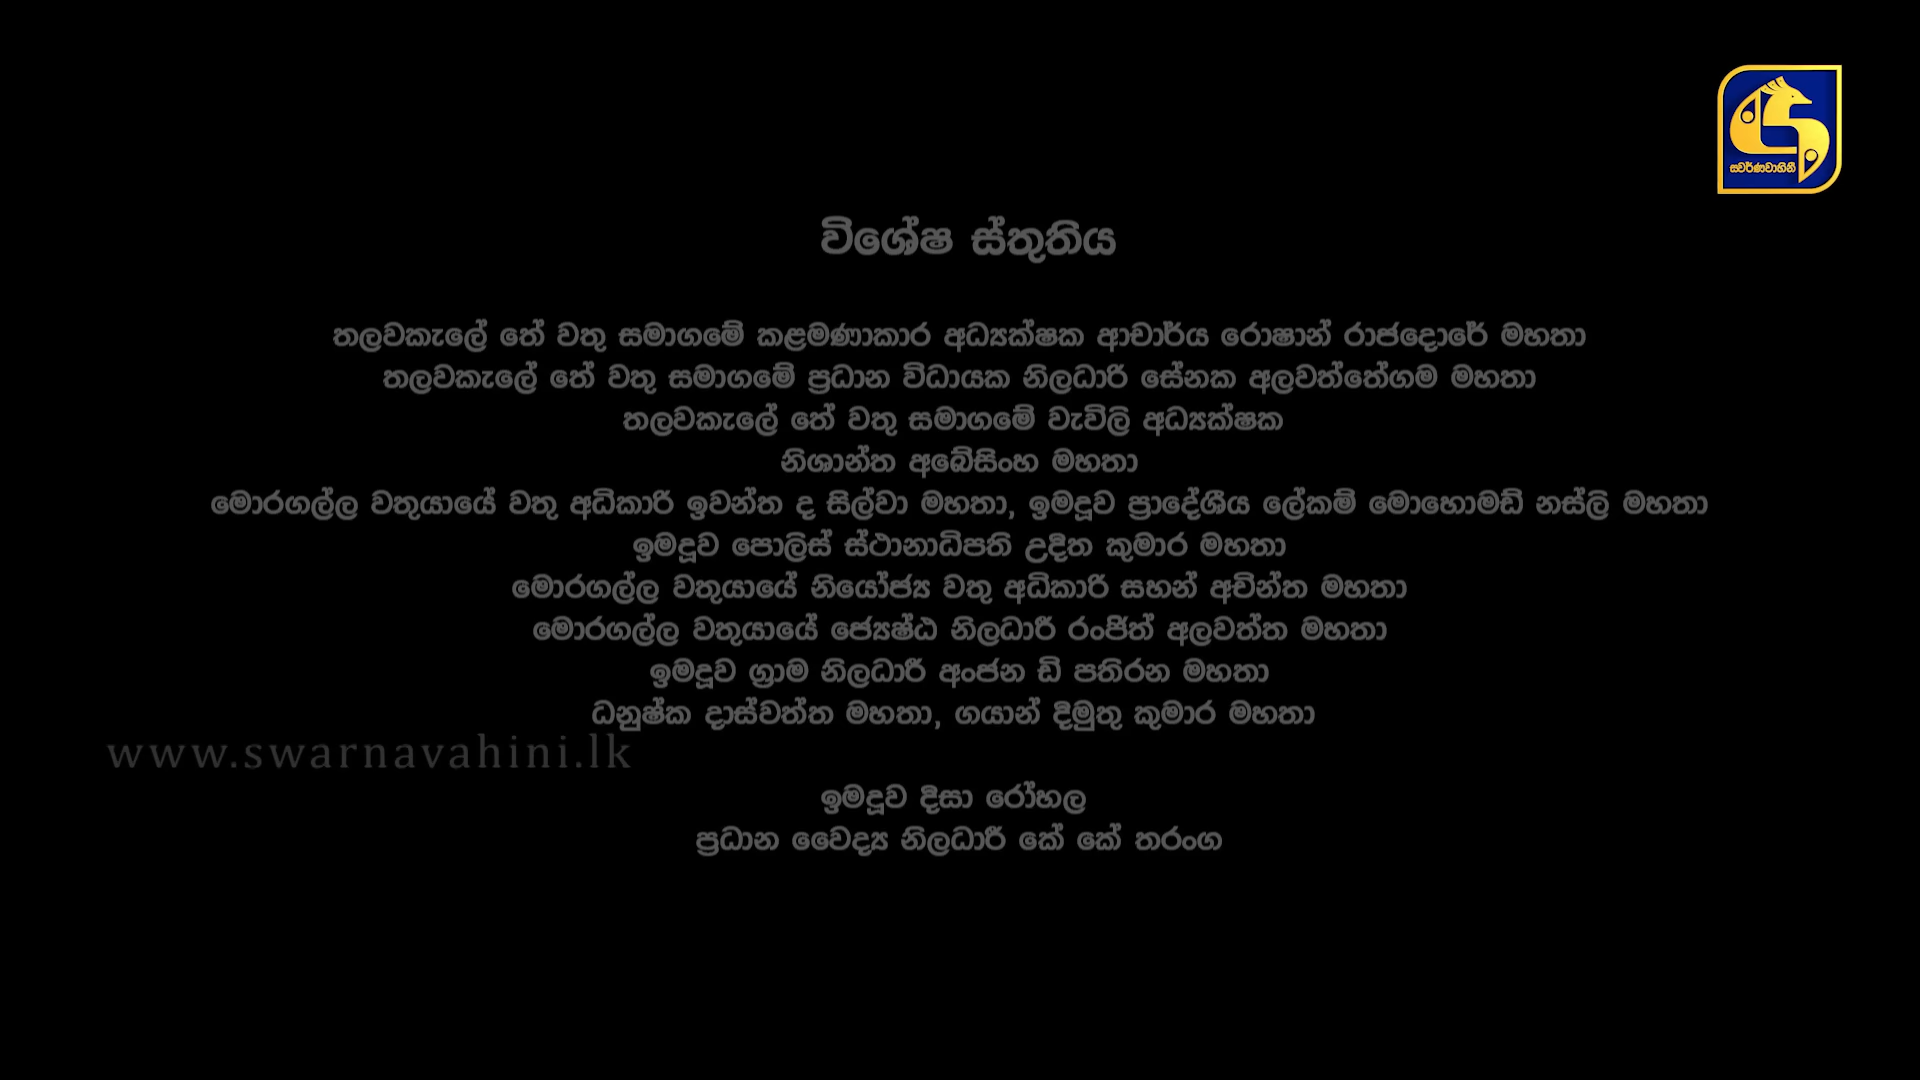 ස්වර්ණවාහිනී
විශේෂ ස්තුතිය
තලවකැලේ තේ වතු සමාගමේ කළමණාකාර අධ්‍යක්ෂක ආචාර්ය රොෂාන් රාජදොරේ මහතා
තලවකැලේ තේ වතු සමාගමේ ප්‍රධාන විධායක නිලධාරි සේනක අලවත්තේගම මහතා
තලවකැලේ තේ වතු සමාගමේ වැවිලි අධ්‍යක්ෂක
නිශාන්ත අබේසිංහ මහතා
මොරගල්ල වතුයායේ වතු අධිකාරි ඉවන්ත ද සිල්වා මහතා, ඉමදූව ප්‍රාදේශීය ලේකම් මොහොමඩ් නස්ලි මහතා
ඉමදූව පොලිස් ස්ථානාධිපති උදිත කුමාර මහතා
මොරගල්ල වතුයායේ නියෝජ්‍ය වතු අධිකාරි සහන් අචින්ත මහතා
මොරගල්ල වතුයායේ ජ්‍යෙෂ්ඨ නිලධාරී රංජිත් අලවත්ත මහතා
ඉමදූව ග්‍රාම නිලධාරී අංජන ඩි පතිරන මහතා
ධනුෂ්ක දාස්වත්ත මහතා, ගයාන් දිමුතු කුමාර මහතා
www.swarnavahini.lk
ඉමදූව දිසා රෝහල
ප්‍රධාන වෛද්‍ය නිලධාරී කේ කේ තරංග